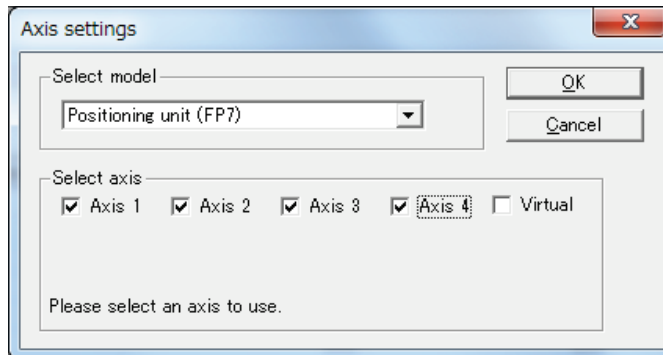 Axis settings
Select model
OK
Positioning unit (FP7)
Cancel
Select axis
Axis 1 Axis 2 Axis 3 Axis 4 Virtual
Please select an axis to use.